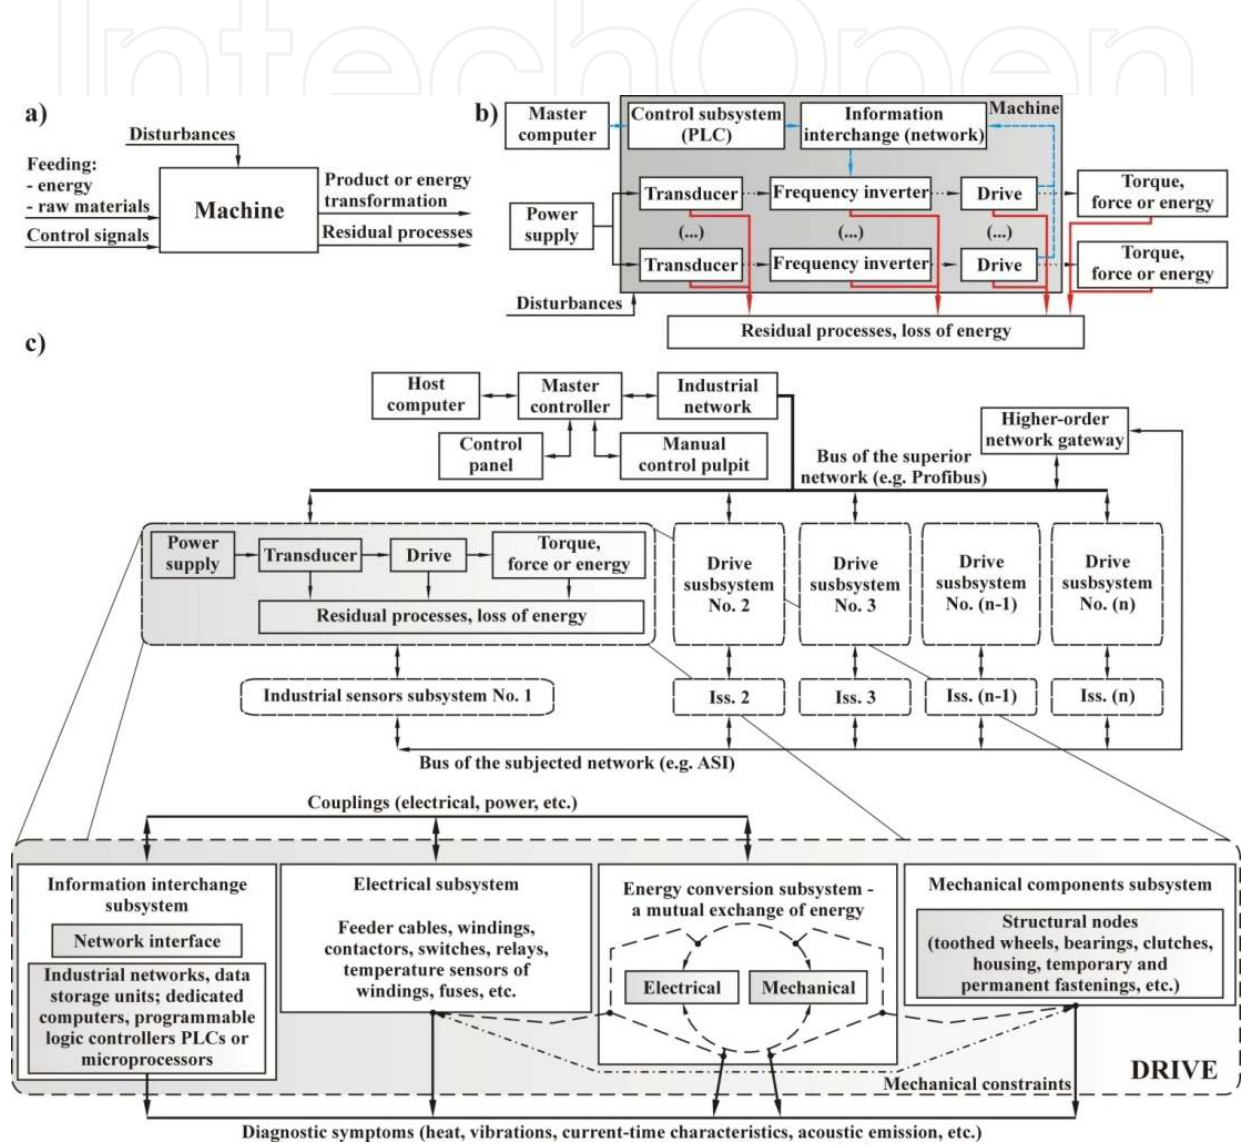 IntechOpen
a)
Disturbances
Feeding:
- energy
- raw materials
Control signals
Machine
Product or energy
transformation
Residual processes
b)
Machine
Master
computer
Control subsystem
(PLC)
Information
interchange (network)
Power
supply
Transducer
Frequency inverter
Drive
Torque,
force or energy
(...)
(...)
(...)
Transducer
Frequency inverter
Drive
Torque,
force or energy
Disturbances
Residual processes, loss of energy
c)
Host
computer
Master
controller
Industrial
network
Control
panel
Manual
control pulpit
Higher-order
network gateway
Bus of the superior
network (e.g. Profibus)
Power
supply
Transducer
Drive
Torque,
force or energy
Residual processes, loss of energy
Drive
susbsystem
No. 2
Drive
susbsystem
No. 3
Drive
susbsystem
No. (n-1)
Drive
susbsystem
No. (n)
Industrial sensors subsystem No. 1
Iss. 2
Iss. 3
Iss. (n-1)
Iss. (n)
Bus of the subjected network (e.g. ASI)
Couplings (electrical, power, etc.)
Information interchange
subsystem
Network interface
Industrial networks, data
storage units; dedicated
computers, programmable
logic controllers PLCs or
microprocessors
Electrical subsystem
Feeder cables, windings,
contactors, switches, relays,
temperature sensors of
windings, fuses, etc.
Energy conversion subsystem -
a mutual exchange of energy
Electrical
Mechanical
Mechanical components subsystem
Structural nodes
(toothed wheels, bearings, clutches,
housing, temporary and
permanent fastenings, etc.)
Mechanical constraints
DRIVE
Diagnostic symptoms (heat, vibrations, current-time characteristics, acoustic emission, etc.)